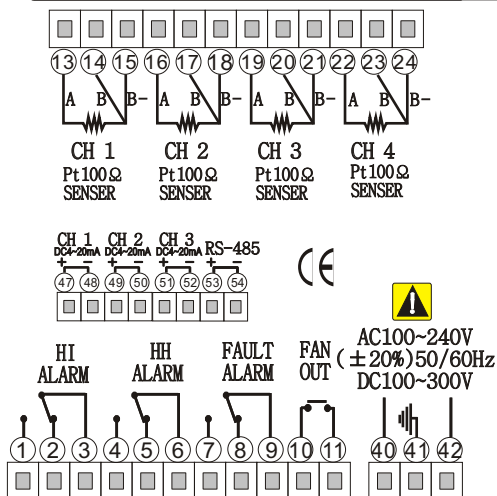 13 14 15 16 17 18 19 20 21 22 23 24
A B B- A B B- A B B- A B B-
CH 1 CH 2 CH 3 CH 4
Pt100Ω Pt100Ω Pt100Ω Pt100Ω
SENSER SENSER SENSER SENSER
CH 1 CH 2 CH 3 RS-485
DC4~20mA DC4~20mA DC4~20mA
+ − + − + − + −
47 48 49 50 51 52 53 54
CE
!
AC100~240V
(±20%)50/60Hz
DC100~300V
HI ALARM
HH ALARM
FAULT ALARM
FAN OUT
1 2 3 4 5 6 7 8 9 10 11 40 41 42